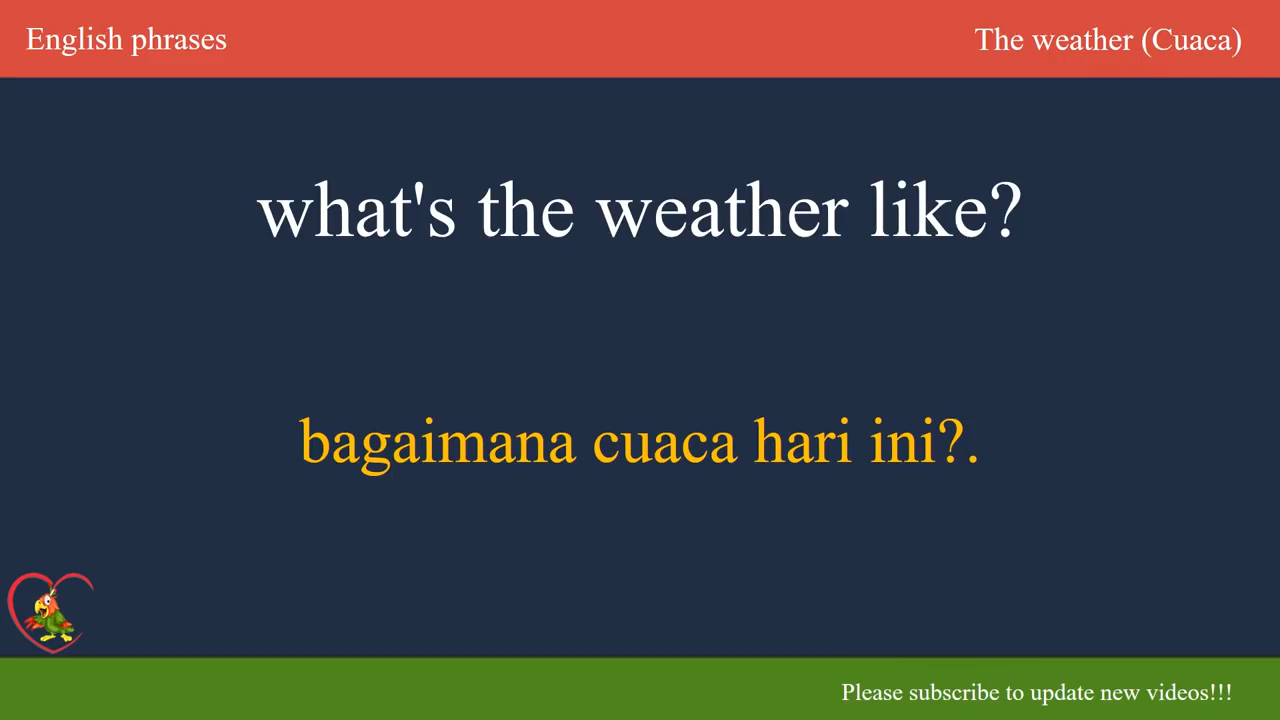 English phrases
The weather (Cuaca)
what's the weather like?
bagaimana cuaca hari ini?.
Please subscribe to update new videos!!!